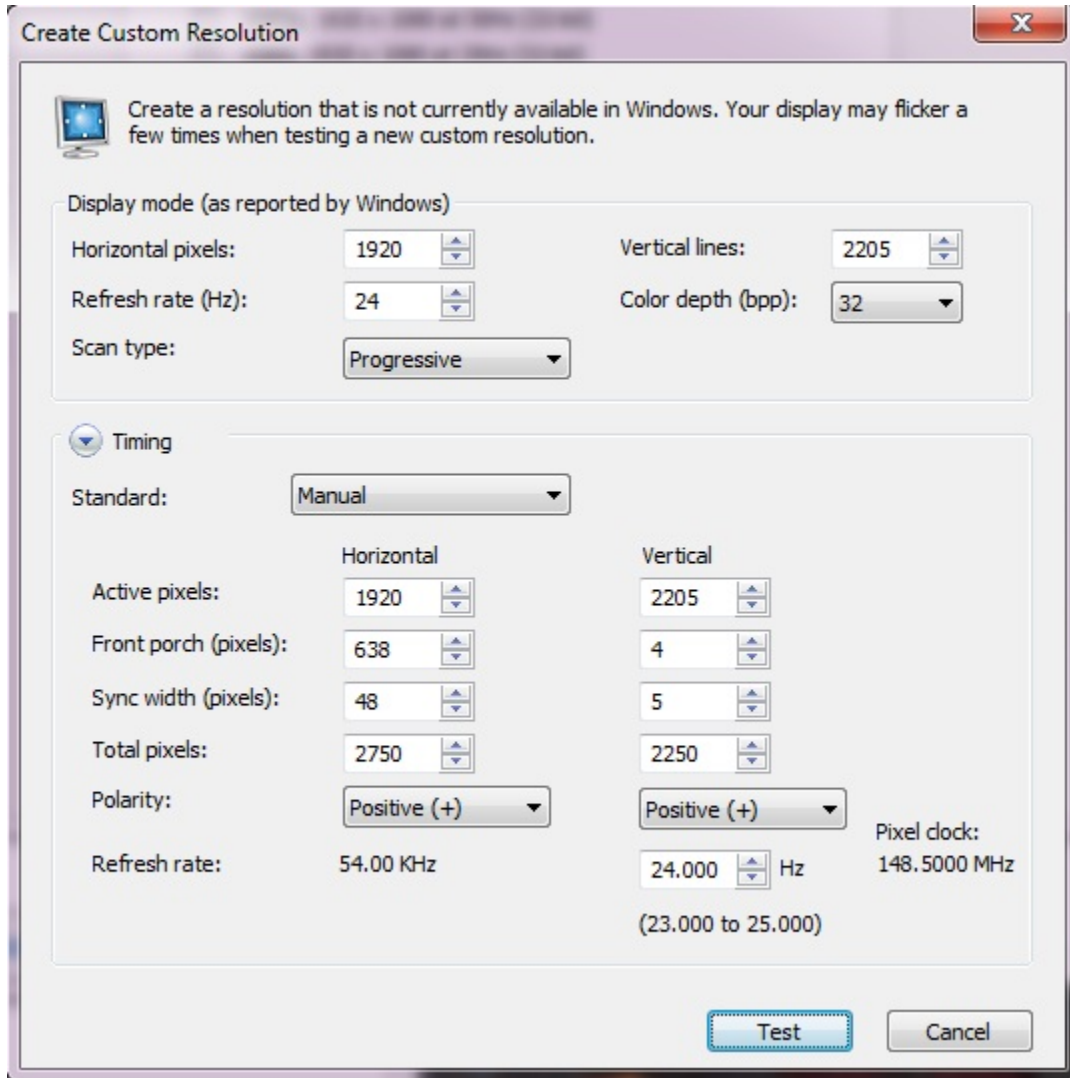 Create Custom Resolution
Create a resolution that is not currently available in Windows. Your display may flicker a
few times when testing a new custom resolution.
Display mode (as reported by Windows)
Horizontal pixels: 1920 Vertical lines: 2205
Refresh rate (Hz): 24 Color depth (bpp): 32
Scan type: Progressive
Timing
Standard: Manual
Horizontal Vertical
Active pixels: 1920 2205
Front porch (pixels): 638 4
Sync width (pixels): 48 5
Total pixels: 2750 2250
Polarity: Positive (+) Positive (+)
Pixel clock:
Refresh rate: 54.00 KHz 24.000 Hz 148.5000 MHz
(23.000 to 25.000)
Test Cancel